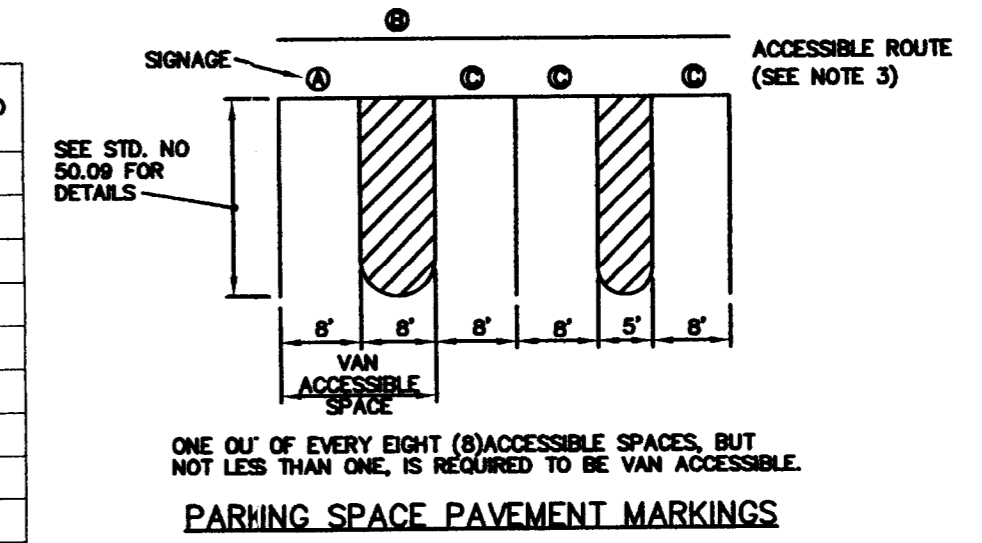 B
SIGNAGE
A
C
C
C
ACCESSIBLE ROUTE
(SEE NOTE 3)
SEE STD. NO
50.09 FOR
DETAILS
8' 8' 8' 8' 5' 8'
VAN
ACCESSIBLE
SPACE
ONE OU' OF EVERY EIGHT (8)ACCESSIBLE SPACES, BUT
NOT LESS THAN ONE, IS REQUIRED TO BE VAN ACCESSIBLE.
PARKING SPACE PAVEMENT MARKINGS